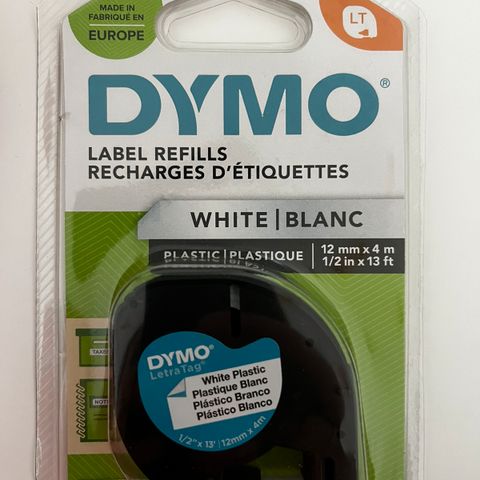 MADE IN
FABRIQUÉ EN
EUROPE
LT
DYMO®
LABEL REFILLS
RECHARGES D'ÉTIQUETTES
WHITE | BLANC
PLASTIC | PLASTIQUE
12 mm x 4 m
1/2 in x 13 ft
DYMO®
LetraTag®
White Plastic
Plastique Blanc
Plástico Branco
Plástico Blanco
1/2" x 13' | 12mm x 4m